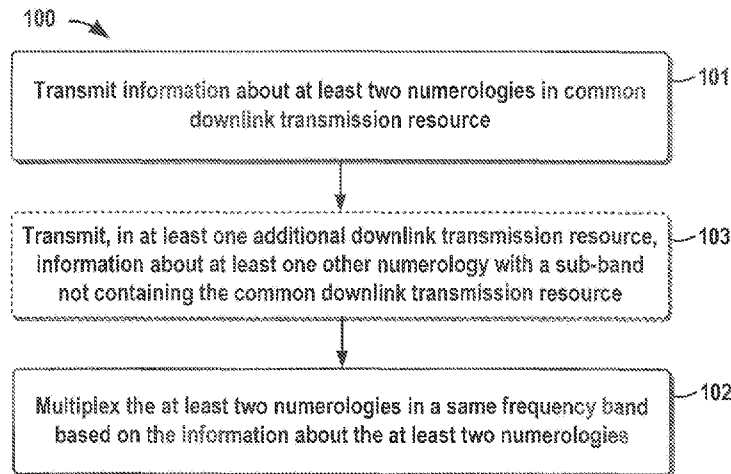 100
Transmit information about at least two numerologies in common
downlink transmission resource
101
Transmit, in at least one additional downlink transmission resource,
information about at least one other numerology with a sub-band
not containing the common downlink transmission resource
103
Multiplex the at least two numerologies in a same frequency band
based on the information about the at least two numerologies
102